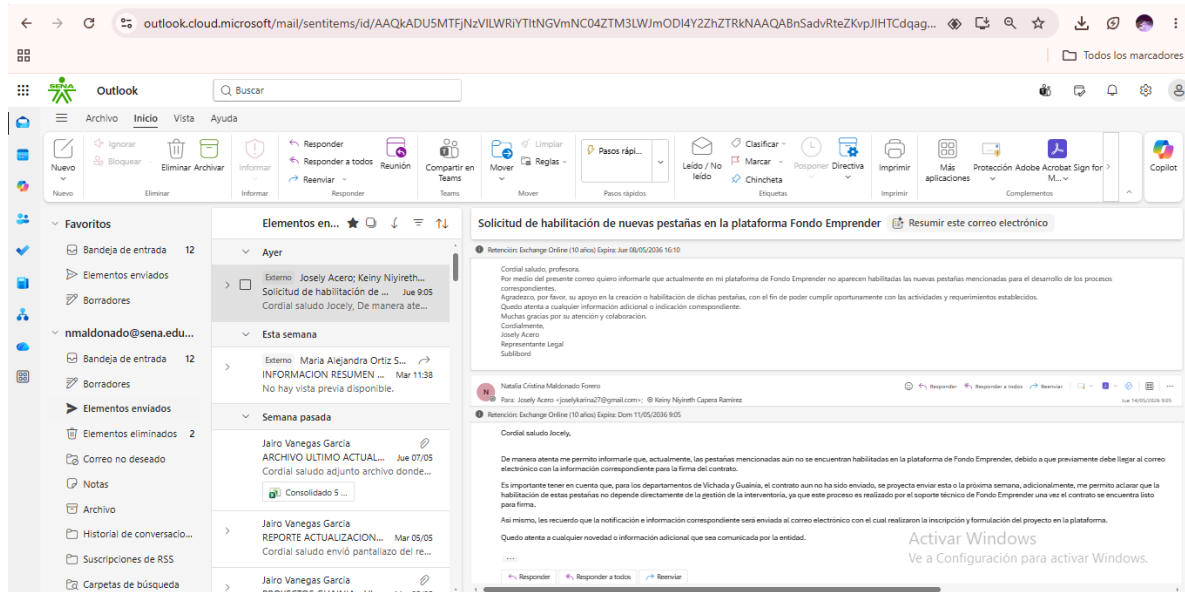 outlook.cloud.microsoft/mail/sentitems/id/AAQkADU5MTFjNzVlLWRiYTItNGVmNC04ZTM3LWJmODI4Y2ZhZTRkNAAQABnSadvRteZKvpJIHTCdqag...
Todos los marcadores
SENA
Outlook
Buscar
Archivo Inicio Vista Ayuda
Nuevo
Ignorar
Bloquear
Eliminar Archivar
Informar
Responder
Responder a todos
Reenviar
Reunión
Compartir en Teams
Mover
Limpiar
Reglas
Pasos rápi...
Leído / No leído
Clasificar
Marcar
Chincheta
Posponer Directiva
Imprimir
Más aplicaciones
Protección Adobe Acrobat Sign for M...
Copilot
Nuevo Eliminar Informar Responder Teams Mover Pasos rápidos Etiquetas Imprimir Complementos
Favoritos
Bandeja de entrada 12
Elementos enviados
Borradores
nmaldonado@sena.edu...
Bandeja de entrada 12
Borradores
Elementos enviados
Elementos eliminados 2
Correo no deseado
Notas
Archivo
Historial de conversacio...
Suscripciones de RSS
Carpetas de búsqueda
Elementos en...
Ayer
Externo Josely Acero; Keiny Niyireth...
Solicitud de habilitación de ... Jue 9:05
Cordial saludo Jocely, De manera ate...
Esta semana
Externo Maria Alejandra Ortiz S...
INFORMACION RESUMEN ... Mar 11:38
No hay vista previa disponible.
Semana pasada
Jairo Vanegas Garcia
ARCHIVO ULTIMO ACTUAL... Jue 07/05
Cordial saludo adjunto archivo donde...
Consolidado 5 ...
Jairo Vanegas Garcia
REPORTE ACTUALIZACION... Mar 05/05
Cordial saludo envió pantallazo del re...
Jairo Vanegas Garcia
Solicitud de habilitación de nuevas pestañas en la plataforma Fondo Emprender Resumir este correo electrónico
Retención: Exchange Online (10 años) Expira: Jue 08/05/2036 16:10
Cordial saludo, profesora.
Por medio del presente correo quiero informarle que actualmente en mi plataforma de Fondo Emprender no aparecen habilitadas las nuevas pestañas mencionadas para el desarrollo de los procesos
correspondientes.
Agradezco, por favor, su apoyo en la creación o habilitación de dichas pestañas, con el fin de poder cumplir oportunamente con las actividades y requerimientos establecidos.
Quedo atenta a cualquier información adicional o indicación correspondiente.
Muchas gracias por su atención y colaboración.
Cordialmente,
Josely Acero
Representante Legal
Sublibord
N
Natalia Cristina Maldonado Forero
Responder Responder a todos Reenviar
Para: Josely Acero <joselykarina27@gmail.com>; Keiny Niyireth Capera Ramirez
Jue 14/05/2026 9:05
Retención: Exchange Online (10 años) Expira: Dom 11/05/2036 9:05
Cordial saludo Jocely,
De manera atenta me permito informarle que, actualmente, las pestañas mencionadas aún no se encuentran habilitadas en la plataforma de Fondo Emprender, debido a que previamente debe llegar al correo
electrónico con la información correspondiente para la firma del contrato.
Es importante tener en cuenta que, para los departamentos de Vichada y Guainía, el contrato aun no ha sido enviado, se proyecta enviar esta o la próxima semana, adicionalmente, me permito aclarar que la
habilitación de estas pestañas no depende directamente de la gestión de la interventoría, ya que este proceso es realizado por el soporte técnico de Fondo Emprender una vez el contrato se encuentra listo
para firma.
Asi mismo, les recuerdo que la notificación e información correspondiente será enviada al correo electrónico con el cual realizaron la inscripción y formulación del proyecto en la plataforma.
Quedo atenta a cualquier novedad o información adicional que sea comunicada por la entidad.
Responder Responder a todos Reenviar
Activar Windows
Ve a Configuración para activar Windows.